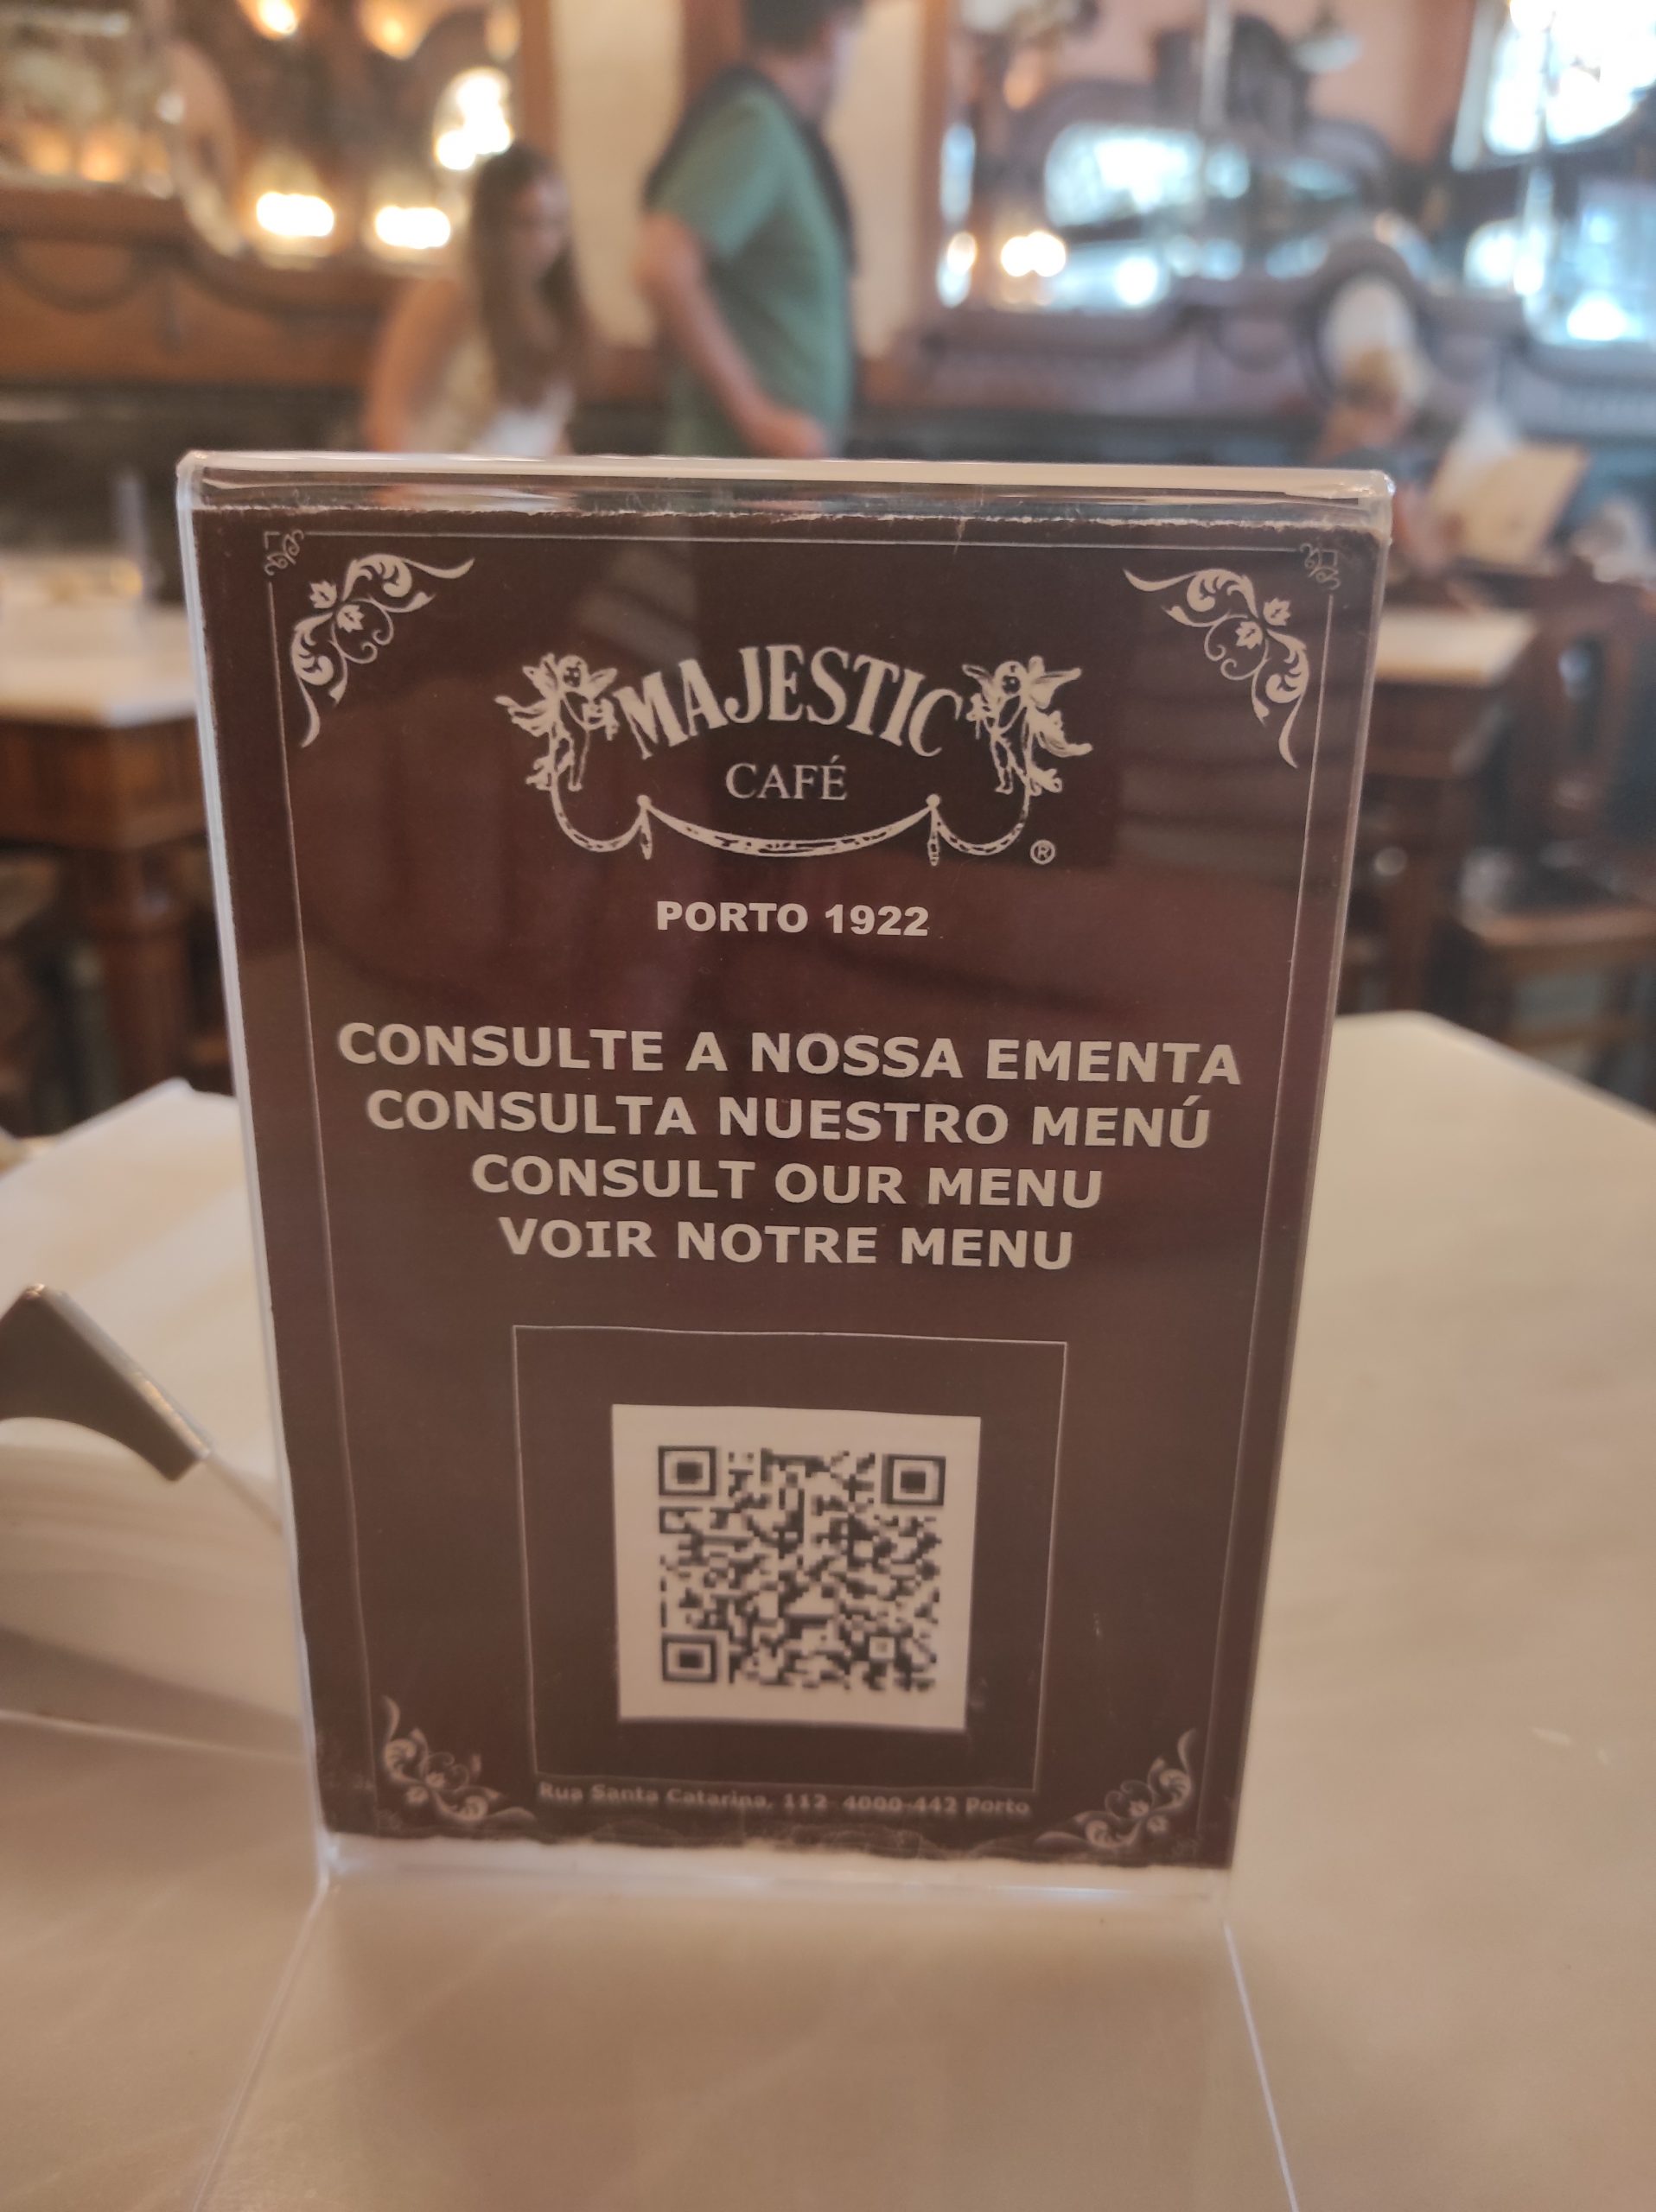 MAJESTIC
CAFÉ
®
PORTO 1922
CONSULTE A NOSSA EMENTA
CONSULTA NUESTRO MENÚ
CONSULT OUR MENU
VOIR NOTRE MENU
Rua Santa Catarina, 112 4000-442 Porto